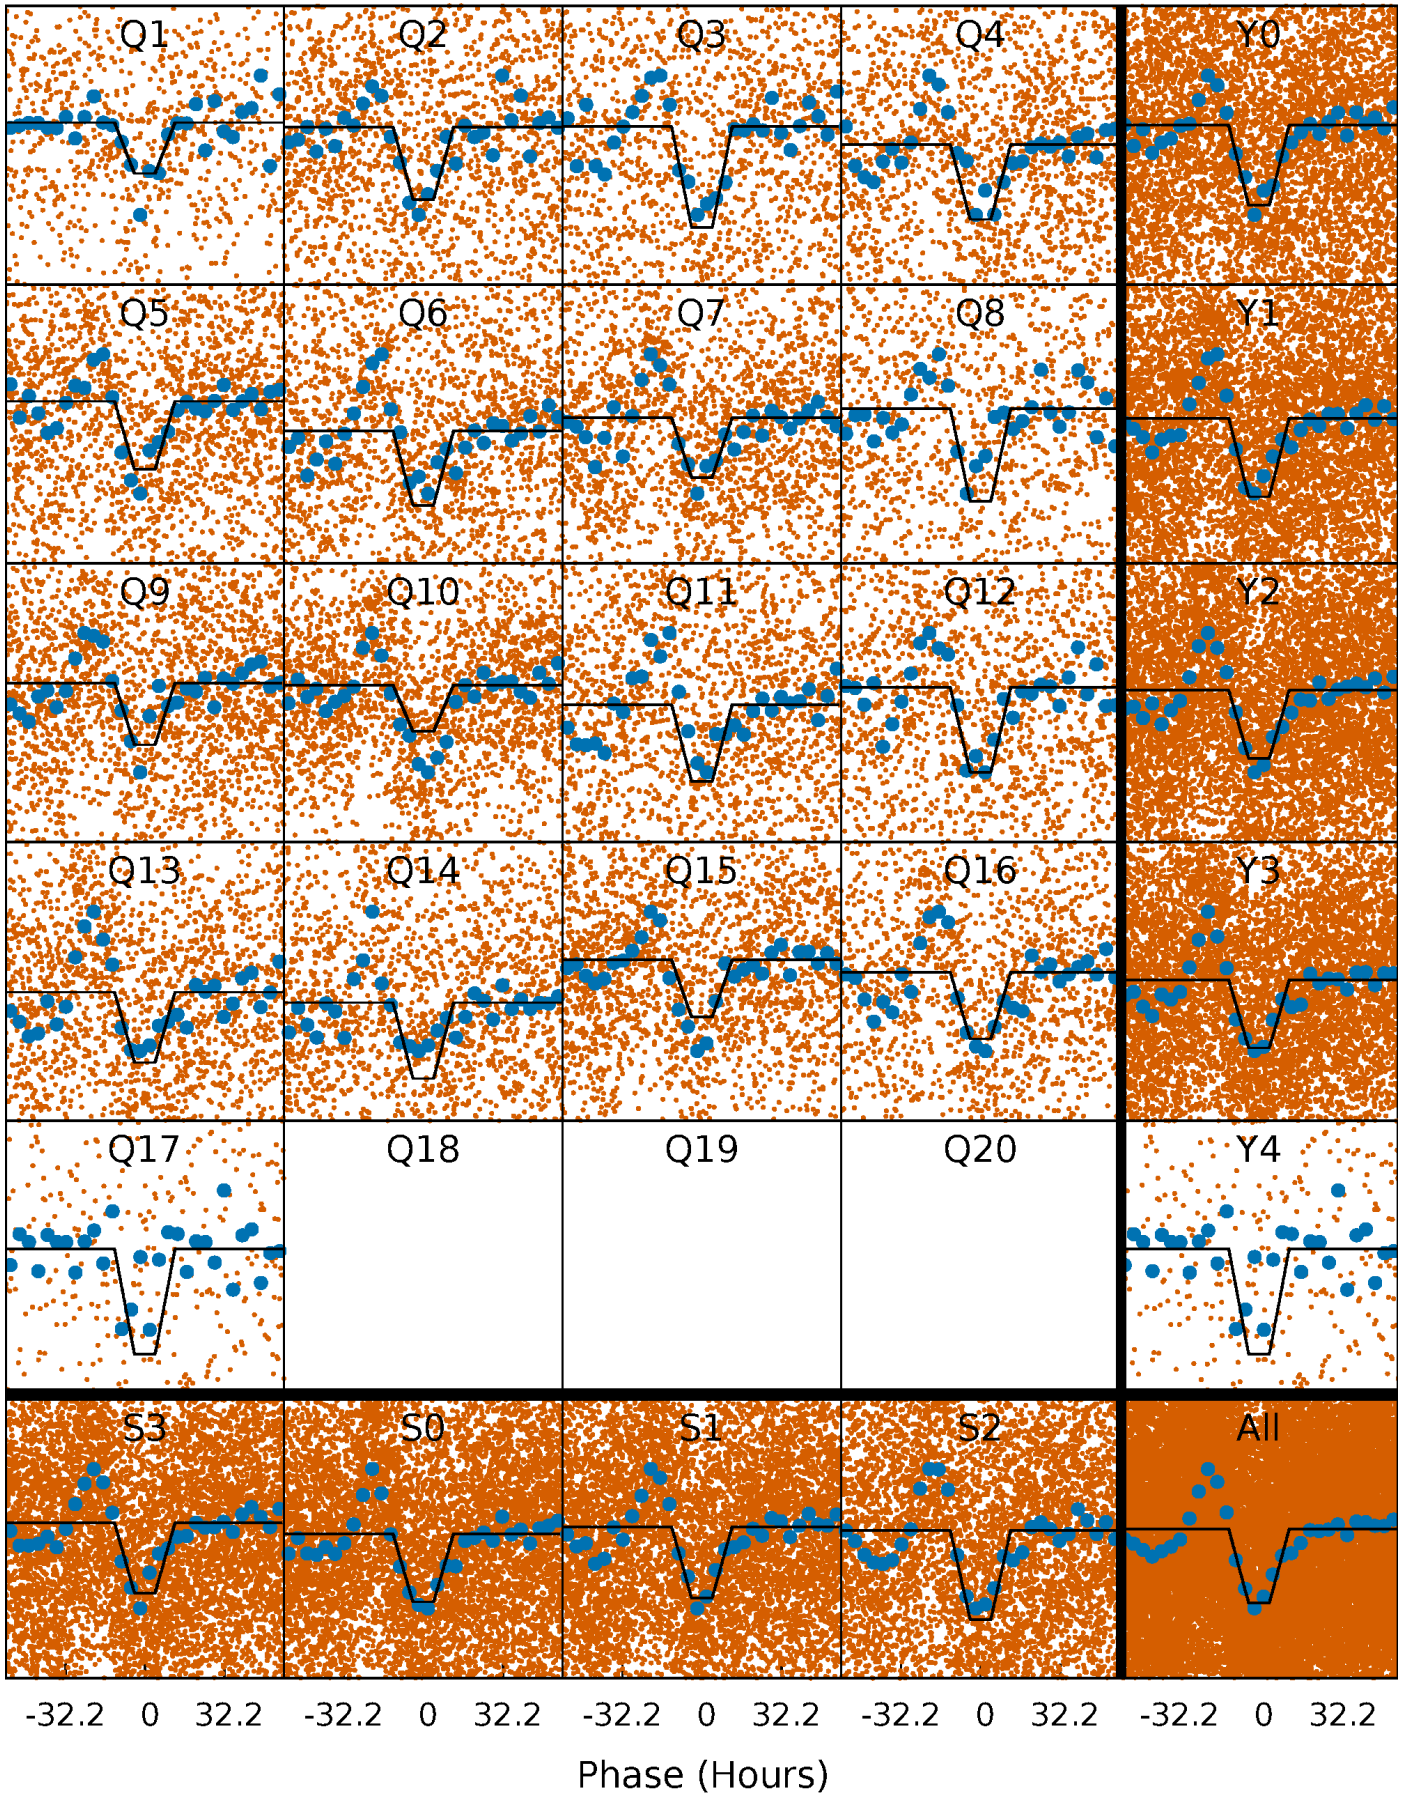 Q1 Q2 Q3 Q4 Y0
Q5 Q6 Q7 Q8 Y1
Q9 Q10 Q11 Q12 Y2
Q13 Q14 Q15 Q16 Y3
Q17 Q18 Q19 Q20 Y4
S3 S0 S1 S2 All
-32.2 0 32.2 -32.2 0 32.2 -32.2 0 32.2 -32.2 0 32.2 -32.2 0 32.2
Phase (Hours)